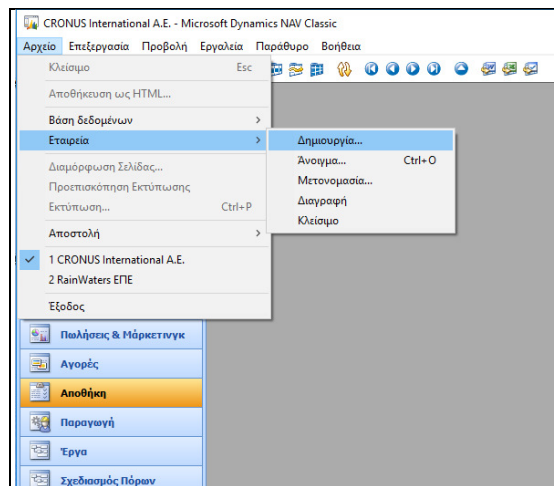 CRONUS International A.E. - Microsoft Dynamics NAV Classic
Αρχείο Επεξεργασία Προβολή Εργαλεία Παράθυρο Βοήθεια
Κλείσιμο Esc
Αποθήκευση ως HTML...
Βάση δεδομένων >
Εταιρεία >
Δημιουργία...
Άνοιγμα... Ctrl+O
Μετονομασία...
Διαγραφή
Κλείσιμο
Διαμόρφωση Σελίδας...
Προεπισκόπηση Εκτύπωσης
Εκτύπωση... Ctrl+P
Αποστολή >
1 CRONUS International A.E.
2 RainWaters ΕΠΕ
Έξοδος
Πωλήσεις & Μάρκετινγκ
Αγορές
Αποθήκη
Παραγωγή
Έργα
Σχεδιασμός Πόρων